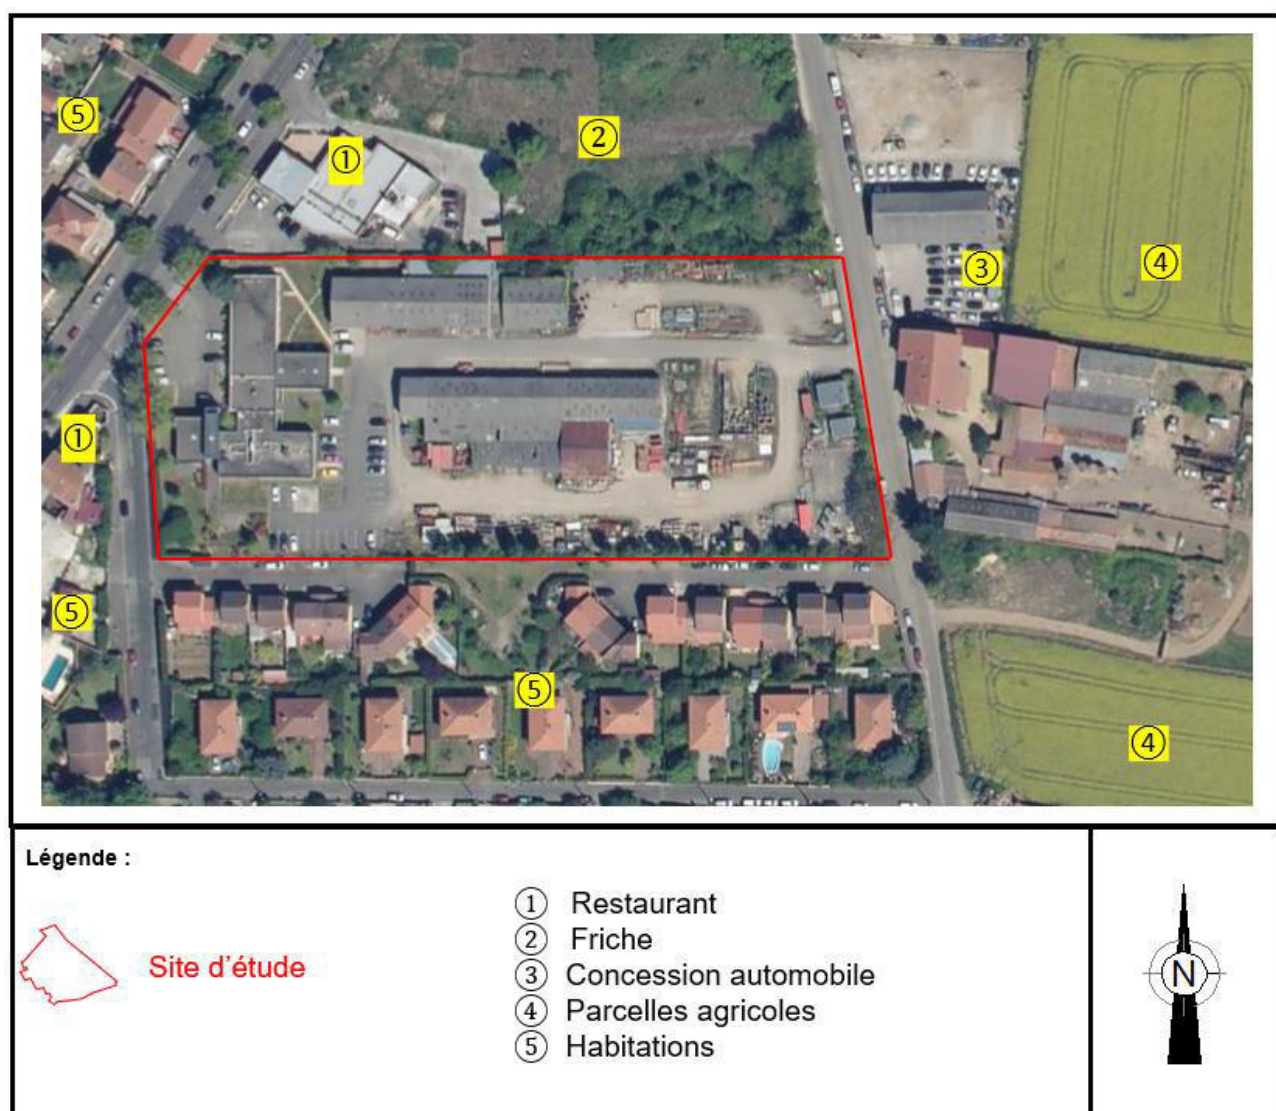 ⑤
①
②
③
④
①
⑤
⑤
④
Légende :
Site d'étude
① Restaurant
② Friche
③ Concession automobile
④ Parcelles agricoles
⑤ Habitations
N